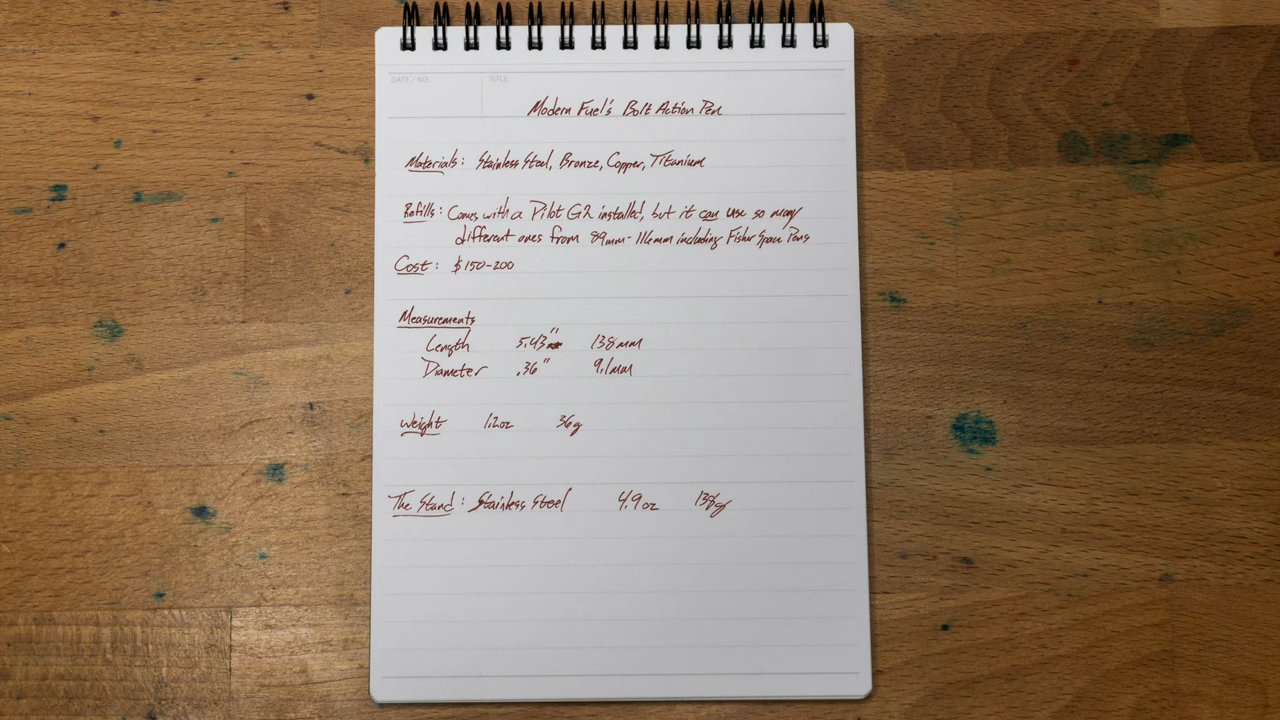 DATE/NO. TITLE
Modern Fuel's Bolt Action Pen
Materials: Stainless Steel, Bronze, Copper, Titanium
Refills: Comes with a Pilot G2 installed, but it can use so many
different ones from 89mm-116mm including Fisher Space Pens
Cost: $150-200
Measurements
Length 5.43" 138mm
Diameter .36" 9.1mm
Weight 1.2oz 36g
The Stand: Stainless Steel 4.9oz 138g